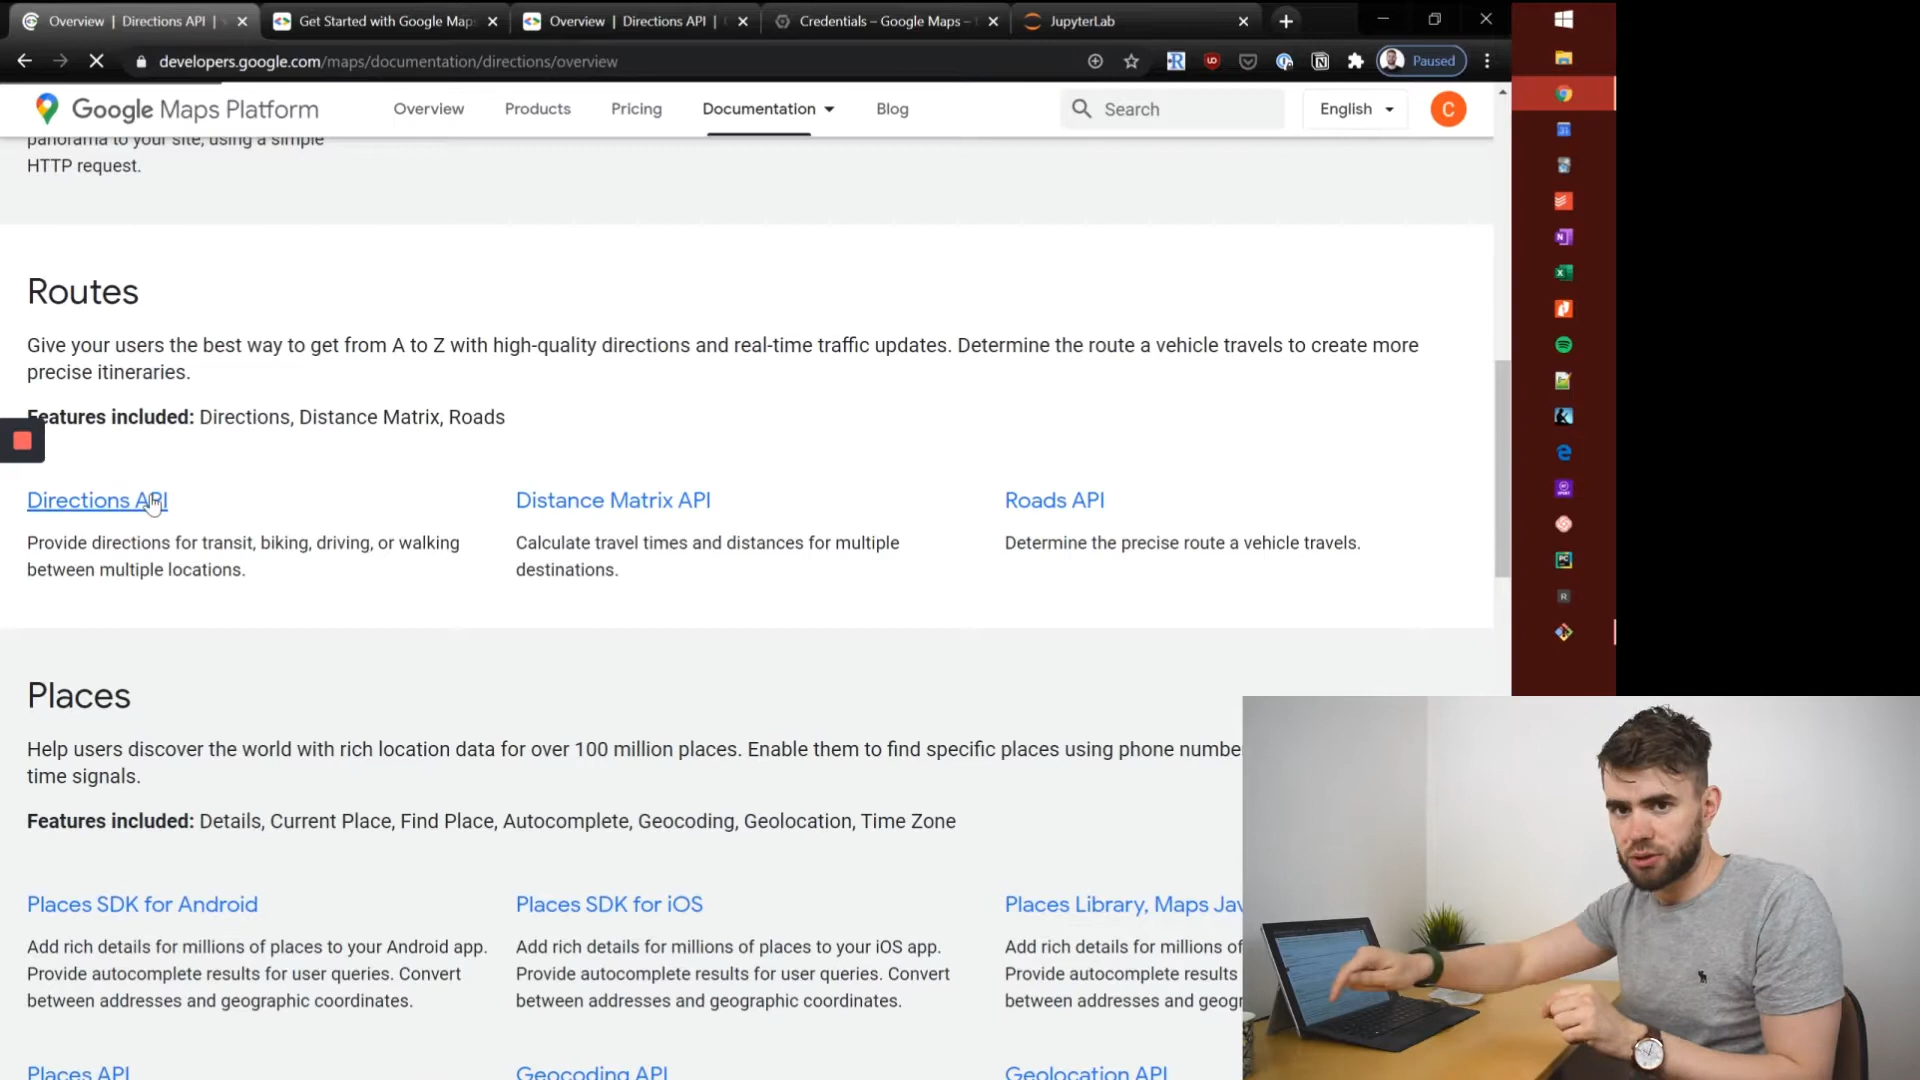 Overview | Directions API |
Get Started with Google Maps
Overview | Directions API |
Credentials – Google Maps –
JupyterLab
developers.google.com/maps/documentation/directions/overview
Paused
Google Maps Platform
Overview
Products
Pricing
Documentation
Blog
Search
English
C
panorama to your site, using a simple
HTTP request.
Routes
Give your users the best way to get from A to Z with high-quality directions and real-time traffic updates. Determine the route a vehicle travels to create more
precise itineraries.
Features included: Directions, Distance Matrix, Roads
Directions API
Provide directions for transit, biking, driving, or walking
between multiple locations.
Distance Matrix API
Calculate travel times and distances for multiple
destinations.
Roads API
Determine the precise route a vehicle travels.
Places
Help users discover the world with rich location data for over 100 million places. Enable them to find specific places using phone numbe
time signals.
Features included: Details, Current Place, Find Place, Autocomplete, Geocoding, Geolocation, Time Zone
Places SDK for Android
Add rich details for millions of places to your Android app.
Provide autocomplete results for user queries. Convert
between addresses and geographic coordinates.
Places SDK for iOS
Add rich details for millions of places to your iOS app.
Provide autocomplete results for user queries. Convert
between addresses and geographic coordinates.
Places Library, Maps Jav
Add rich details for millions of
Provide autocomplete results
between addresses and geogr
Places API
Geocoding API
Geolocation API